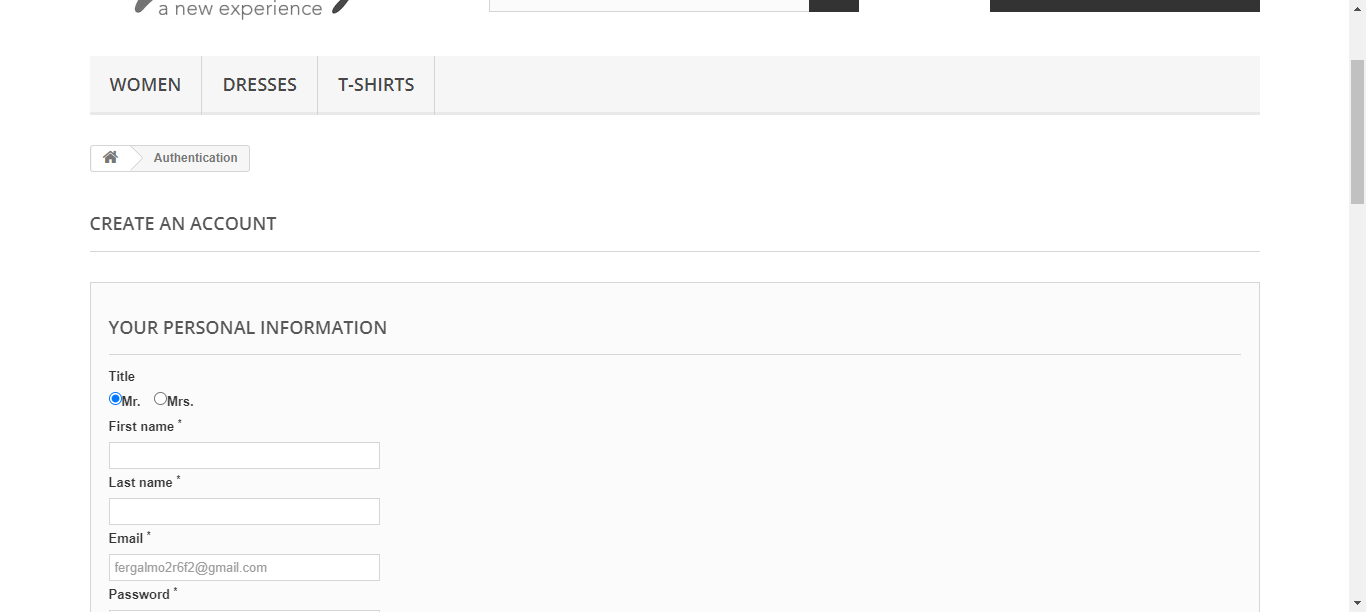 a new experience
WOMEN DRESSES T-SHIRTS
Authentication
CREATE AN ACCOUNT
YOUR PERSONAL INFORMATION
Title
Mr. Mrs.
First name *
Last name *
Email *
fergalmo2r6f2@gmail.com
Password *